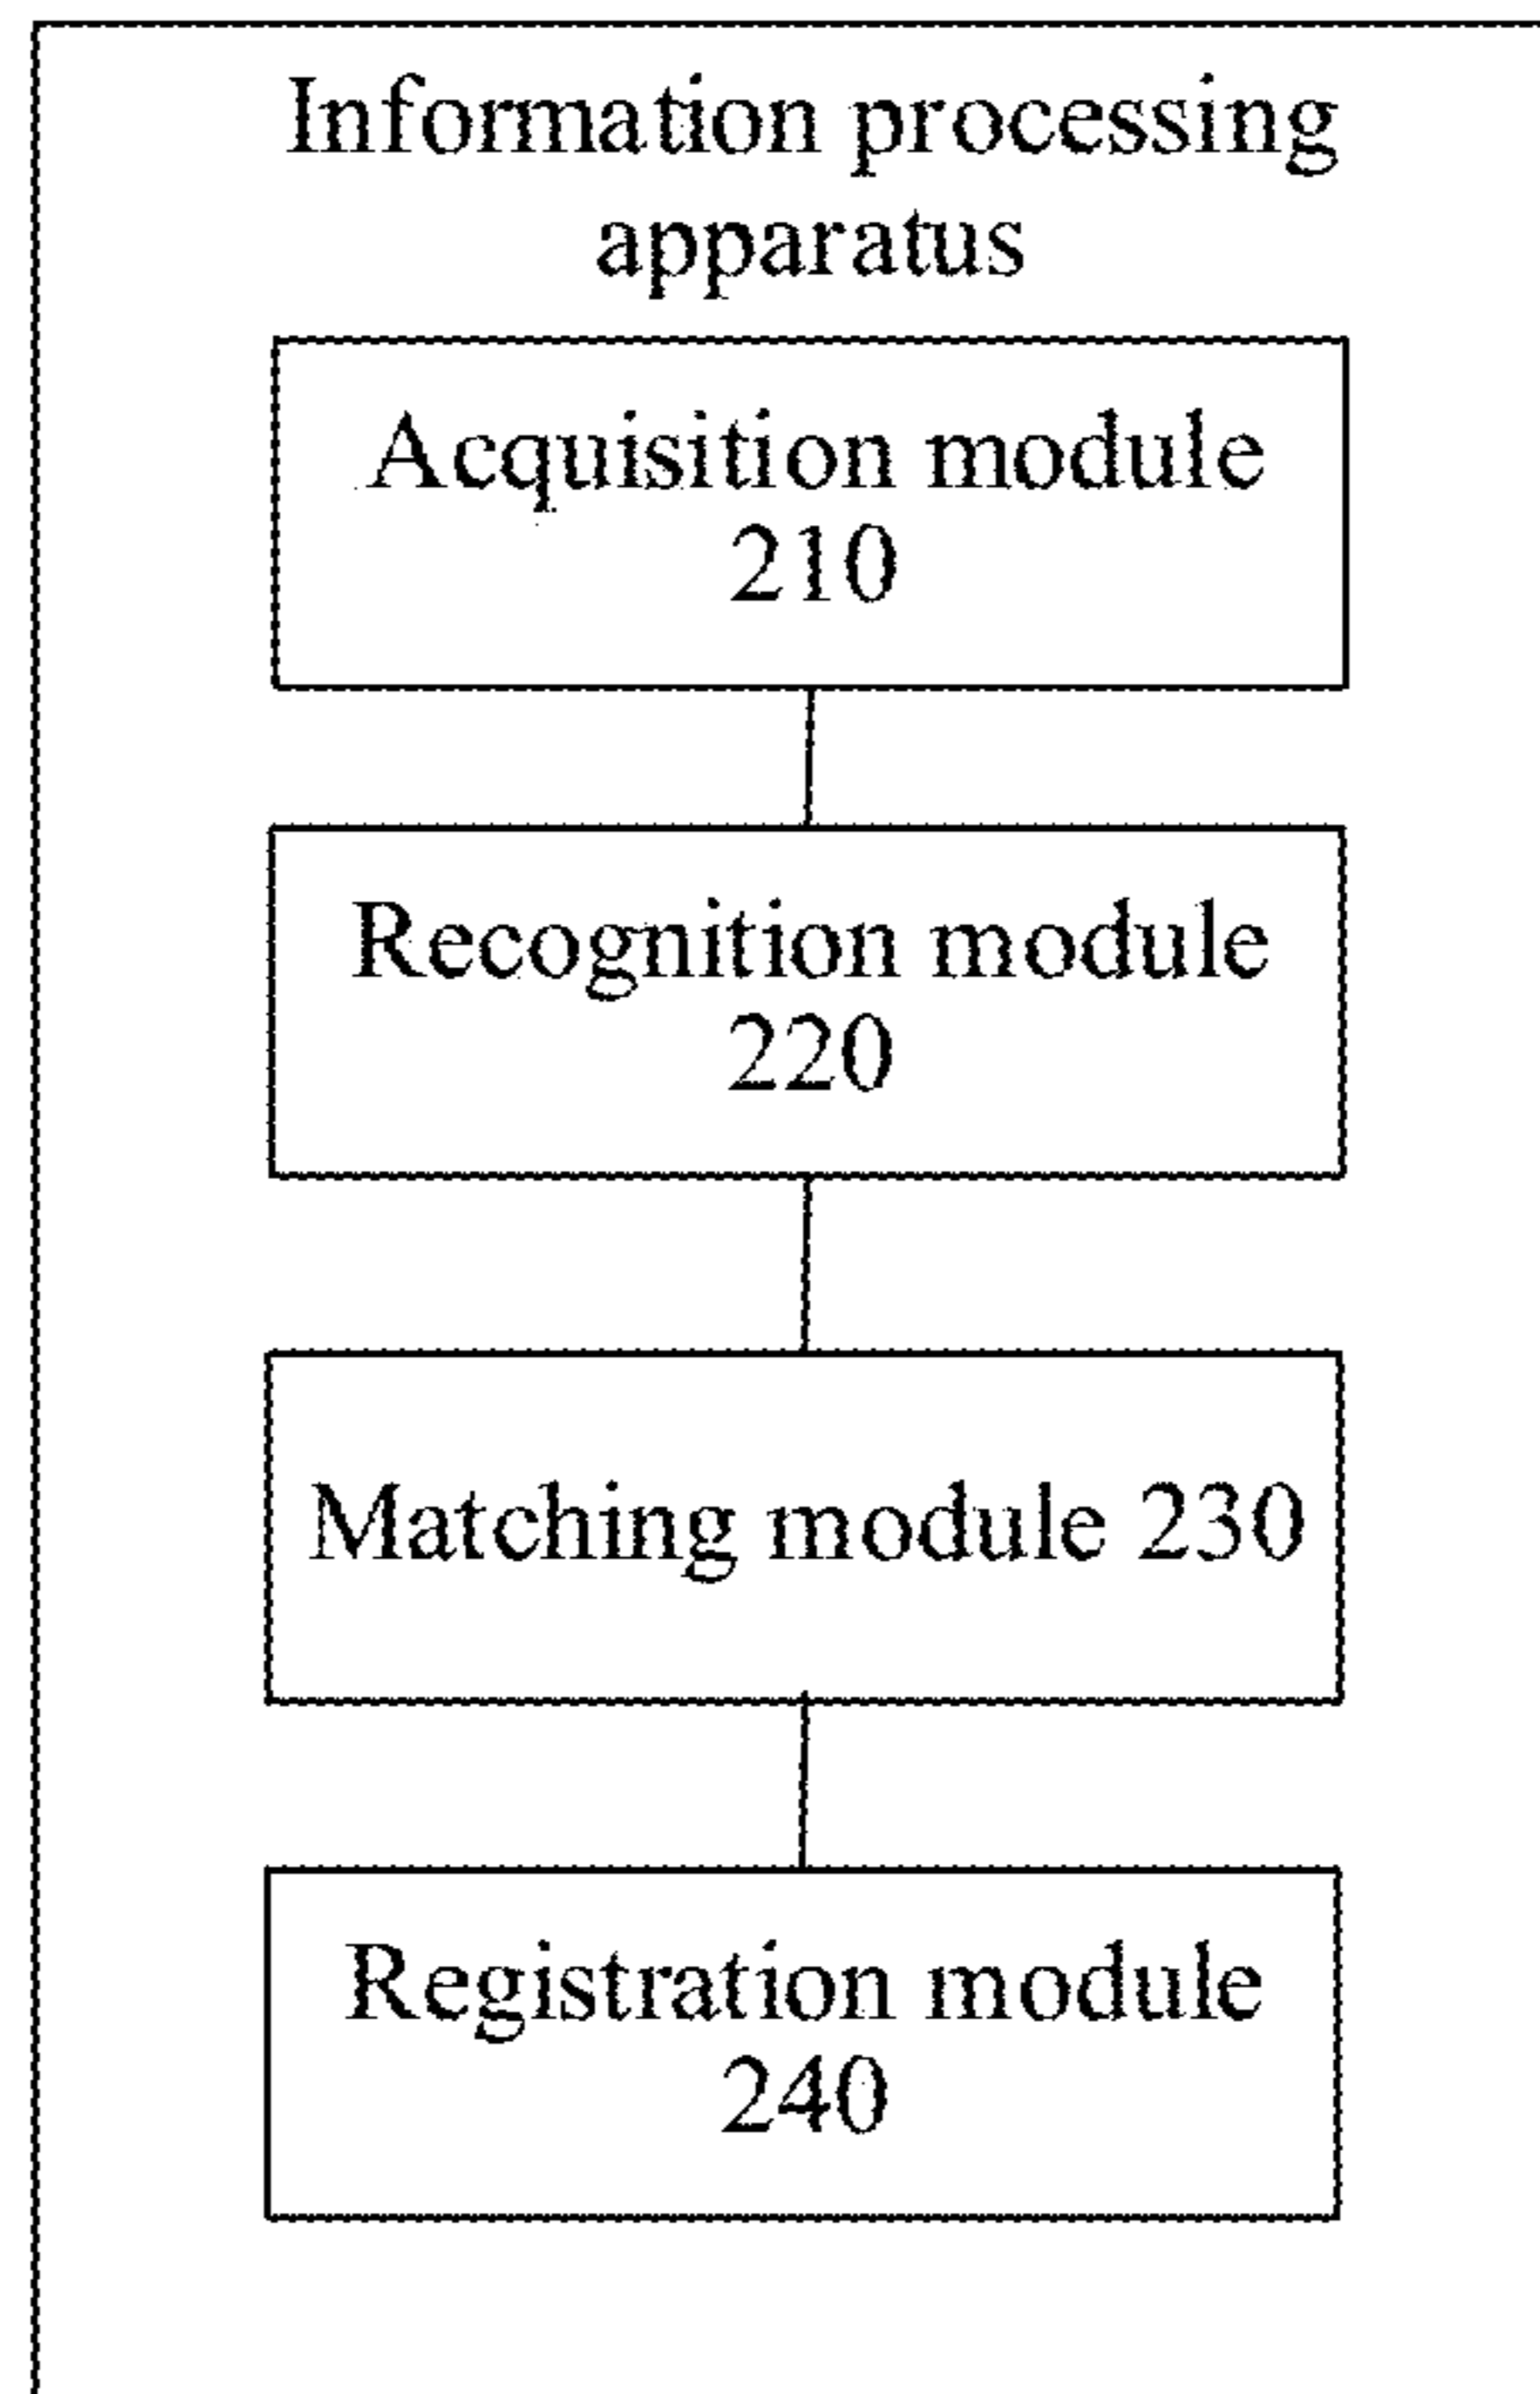 Information processing
apparatus
Acquisition module
210
Recognition module
220
Matching module 230
Registration module
240